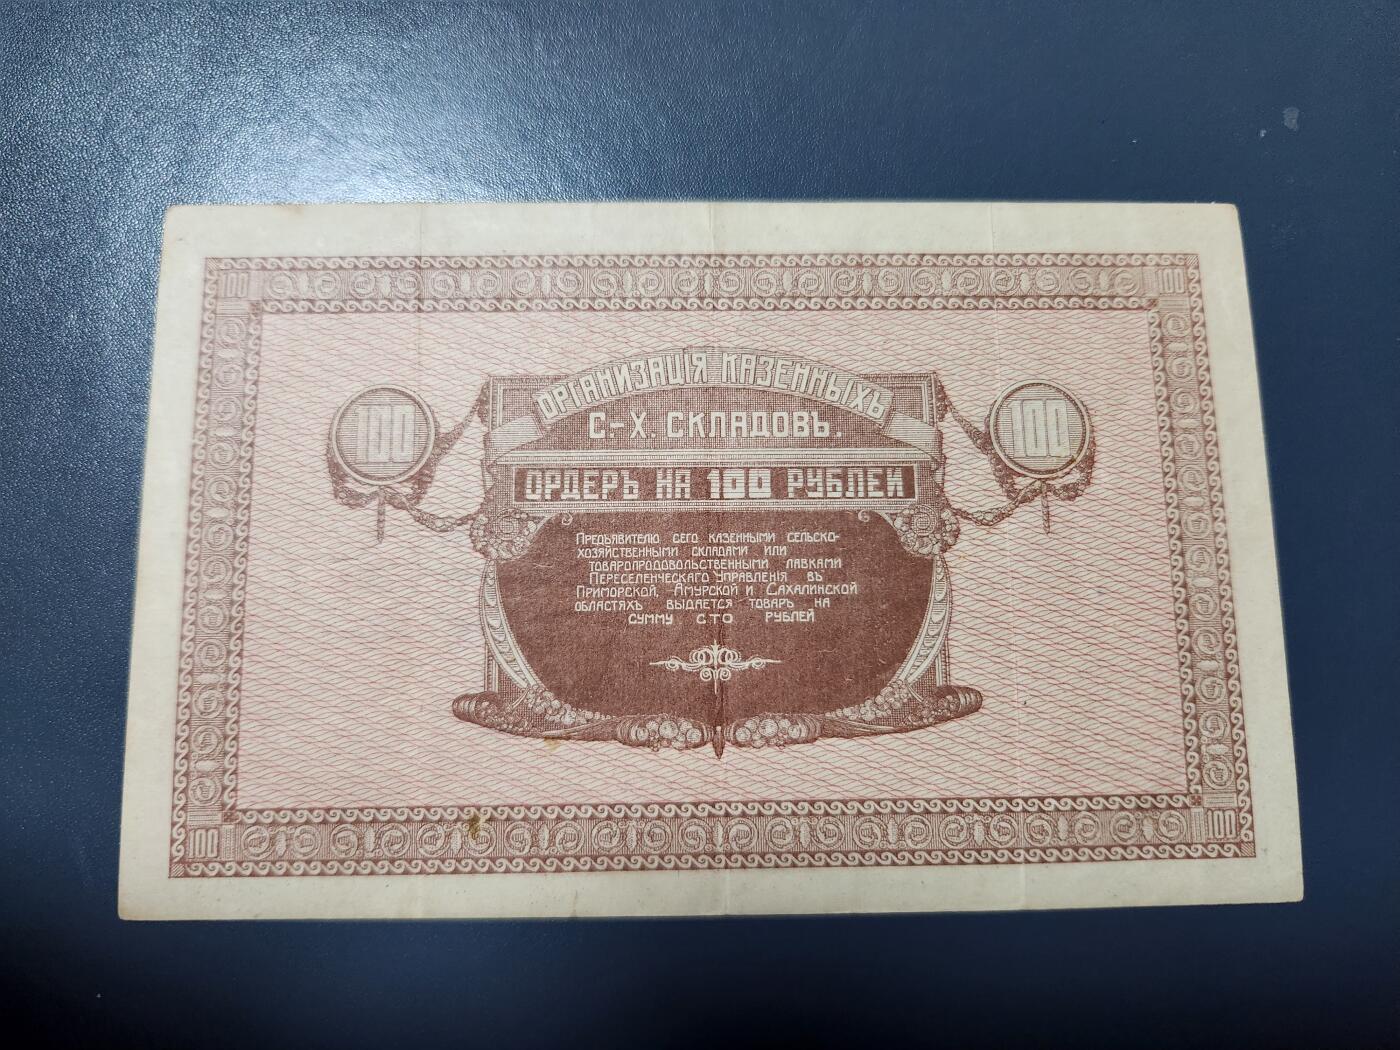 100 100
ОРГАНИЗАЦІЯ КАЗЕННЫХЪ
С.-Х. СКЛАДОВЪ.
100 100
ОРДЕРЪ НА 100 РУБЛЕЙ
ПРЕДЪЯВИТЕЛЮ СЕГО КАЗЕННЫМИ СЕЛЬСКО-
ХОЗЯЙСТВЕННЫМИ СКЛАДАМИ ИЛИ
ТОВАРОПРОДОВОЛЬСТВЕННЫМИ ЛАВКАМИ
ПЕРЕСЕЛЕНЧЕСКАГО УПРАВЛЕНІЯ ВЪ
ПРИМОРСКОЙ, АМУРСКОЙ И САХАЛИНСКОЙ
ОБЛАСТЯХЪ ВЫДАЕТСЯ ТОВАРЪ НА
СУММУ СТО РУБЛЕЙ
100 100